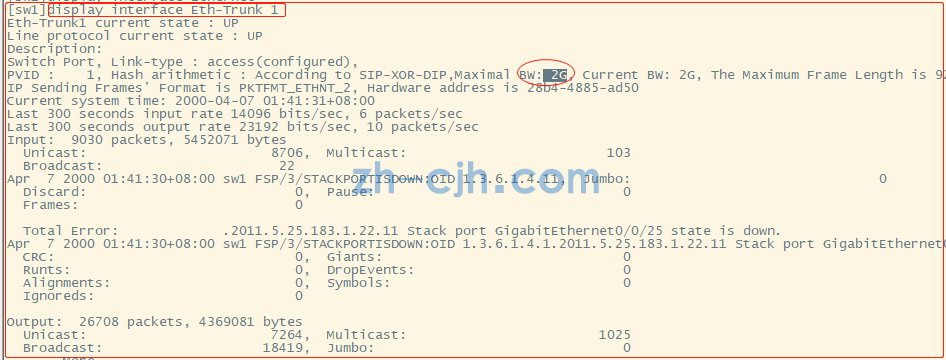 [sw1]display interface Eth-Trunk 1
Eth-Trunk1 current state : UP
Line protocol current state : UP
Description:
Switch Port, Link-type : access(configured),
PVID :    1, Hash arithmetic : According to SIP-XOR-DIP,Maximal BW: 2G, Current BW: 2G, The Maximum Frame Length is 92
IP Sending Frames' Format is PKTFMT_ETHNT_2, Hardware address is 28b4-4885-ad50
Current system time: 2000-04-07 01:41:31+08:00
Last 300 seconds input rate 14096 bits/sec, 6 packets/sec
Last 300 seconds output rate 23192 bits/sec, 10 packets/sec
Input:  9030 packets, 5452071 bytes
  Unicast:                        8706,  Multicast:                         103
  Broadcast:                       22
Apr  7 2000 01:41:30+08:00 sw1 FSP/3/STACKPORTISDOWN:OID 1.3.6.1.4.11,  Jumbo:                               0
  Discard:                           0,  Pause:                               0
  Frames:                            0
zh-cjh.com
  Total Error:             .2011.5.25.183.1.22.11 Stack port GigabitEthernet0/0/25 state is down.
Apr  7 2000 01:41:30+08:00 sw1 FSP/3/STACKPORTISDOWN:OID 1.3.6.1.4.1.2011.5.25.183.1.22.11 Stack port GigabitEthernet0
  CRC:                               0,  Giants:                              0
  Runts:                             0,  DropEvents:                          0
  Alignments:                        0,  Symbols:                             0
  Ignoreds:                          0
Output:  26708 packets, 4369081 bytes
  Unicast:                        7264,  Multicast:                        1025
  Broadcast:                     18419,  Jumbo:                               0